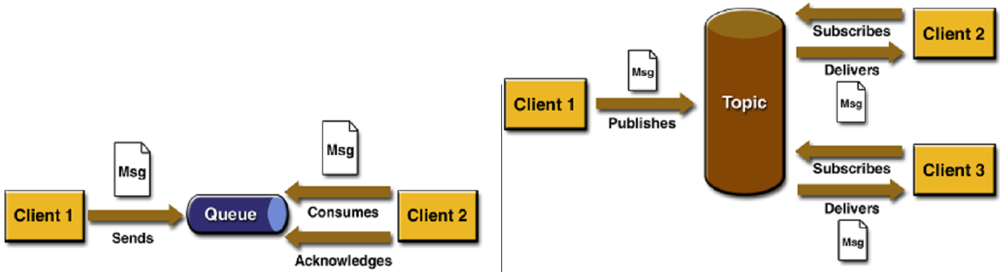 Msg
Msg
Client 1
Sends
Queue
Consumes
Acknowledges
Client 2
Client 1
Msg
Publishes
Topic
Subscribes
Client 2
Delivers
Msg
Subscribes
Client 3
Delivers
Msg